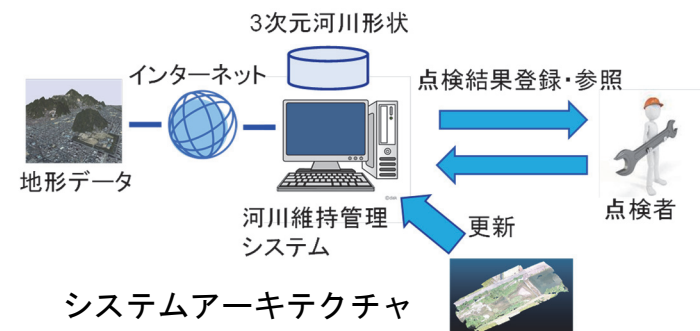 3次元河川形状
インターネット
点検結果登録・参照
地形データ
河川維持管理
システム
点検者
更新
システムアーキテクチャ